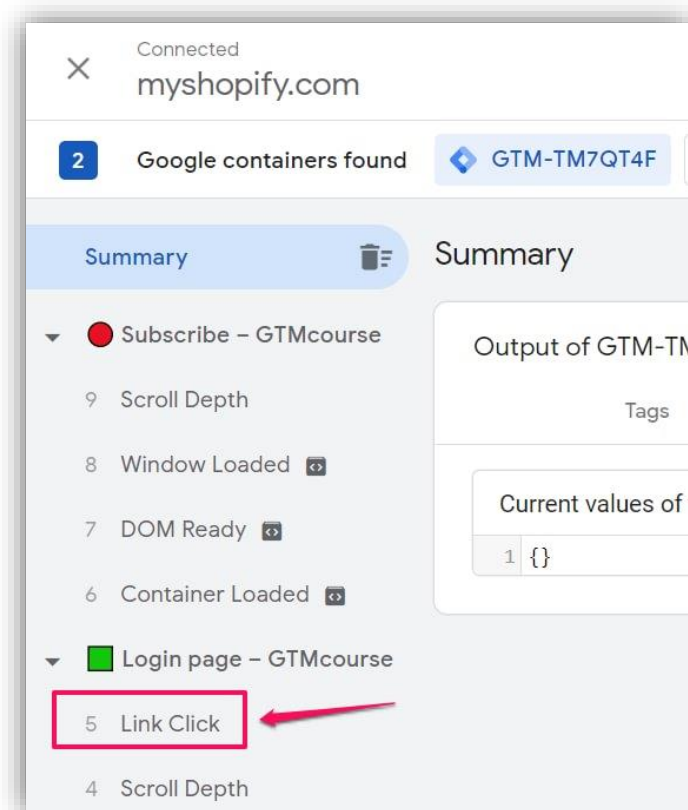 Connected
myshopify.com
2 Google containers found GTM-TM7QT4F
Summary
Summary
Subscribe – GTMcourse
Output of GTM-TM
9 Scroll Depth
Tags
8 Window Loaded
Current values of
7 DOM Ready
1 {}
6 Container Loaded
Login page – GTMcourse
5 Link Click
4 Scroll Depth